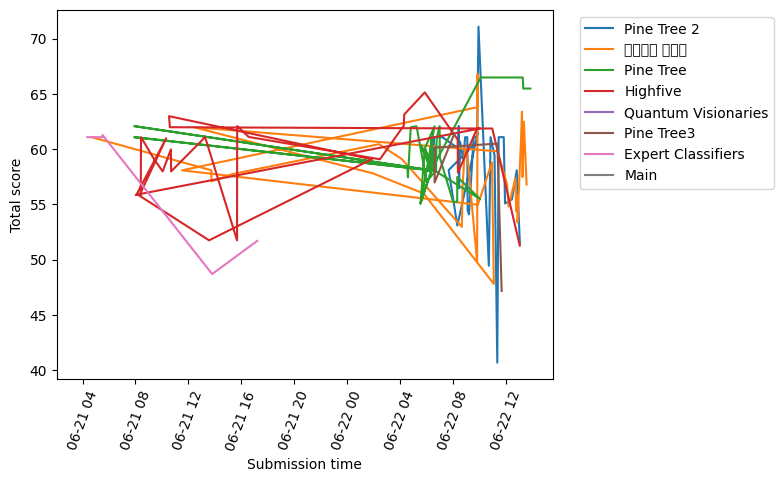 70
65
60
55
50
45
40
Total score
06-21 04
06-21 08
06-21 12
06-21 16
06-21 20
06-22 00
06-22 04
06-22 08
06-22 12
Submission time
Pine Tree 2
Pine Tree
Highfive
Quantum Visionaries
Pine Tree3
Expert Classifiers
Main